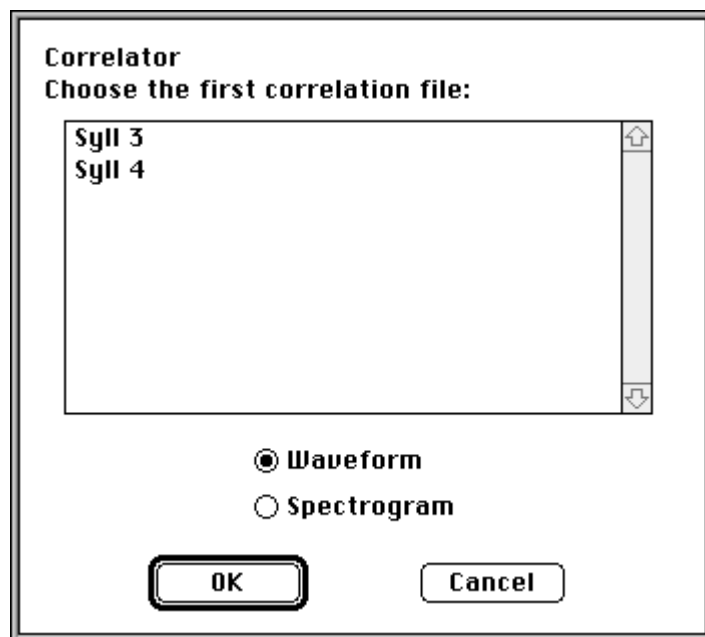 Correlator
Choose the first correlation file:
Syll 3
Syll 4
Waveform
Spectrogram
OK
Cancel